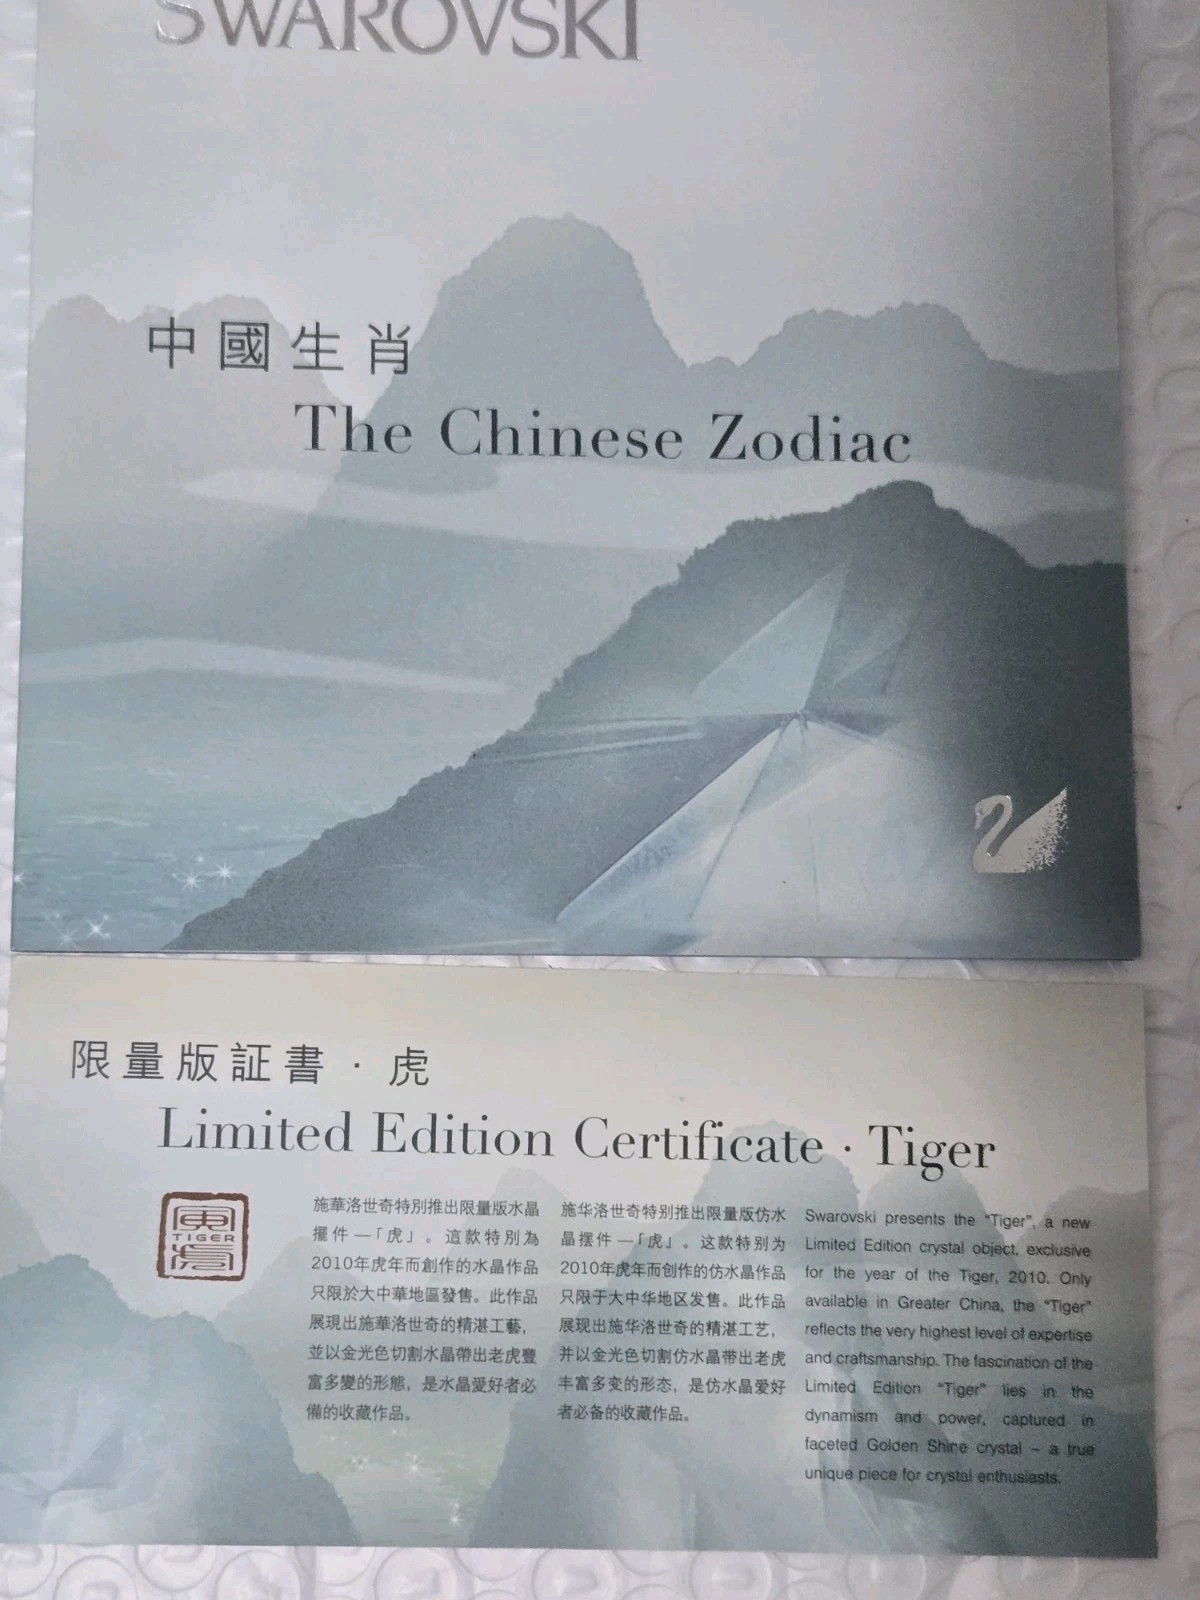 SWAROVSKI
中國生肖
The Chinese Zodiac
限量版証書·虎
Limited Edition Certificate · Tiger
寅
TIGER
虎
施華洛世奇特別推出限量版水晶
擺件—「虎」。這款特別為
2010年虎年而創作的水晶作品
只限於大中華地區發售。此作品
展現出施華洛世奇的精湛工藝，
並以金光色切割水晶帶出老虎豐
富多變的形態，是水晶愛好者必
備的收藏作品。
施华洛世奇特别推出限量版仿水
晶摆件—「虎」。这款特别为
2010年虎年而创作的仿水晶作品
只限于大中华地区发售。此作品
展现出施华洛世奇的精湛工艺，
并以金光色切割仿水晶带出老虎
丰富多变的形态，是仿水晶爱好
者必备的收藏作品。
Swarovski presents the “Tiger”, a new
Limited Edition crystal object, exclusive
for the year of the Tiger, 2010. Only
available in Greater China, the “Tiger”
reflects the very highest level of expertise
and craftsmanship. The fascination of the
Limited Edition “Tiger” lies in the
dynamism and power, captured in
faceted Golden Shine crystal – a true
unique piece for crystal enthusiasts.